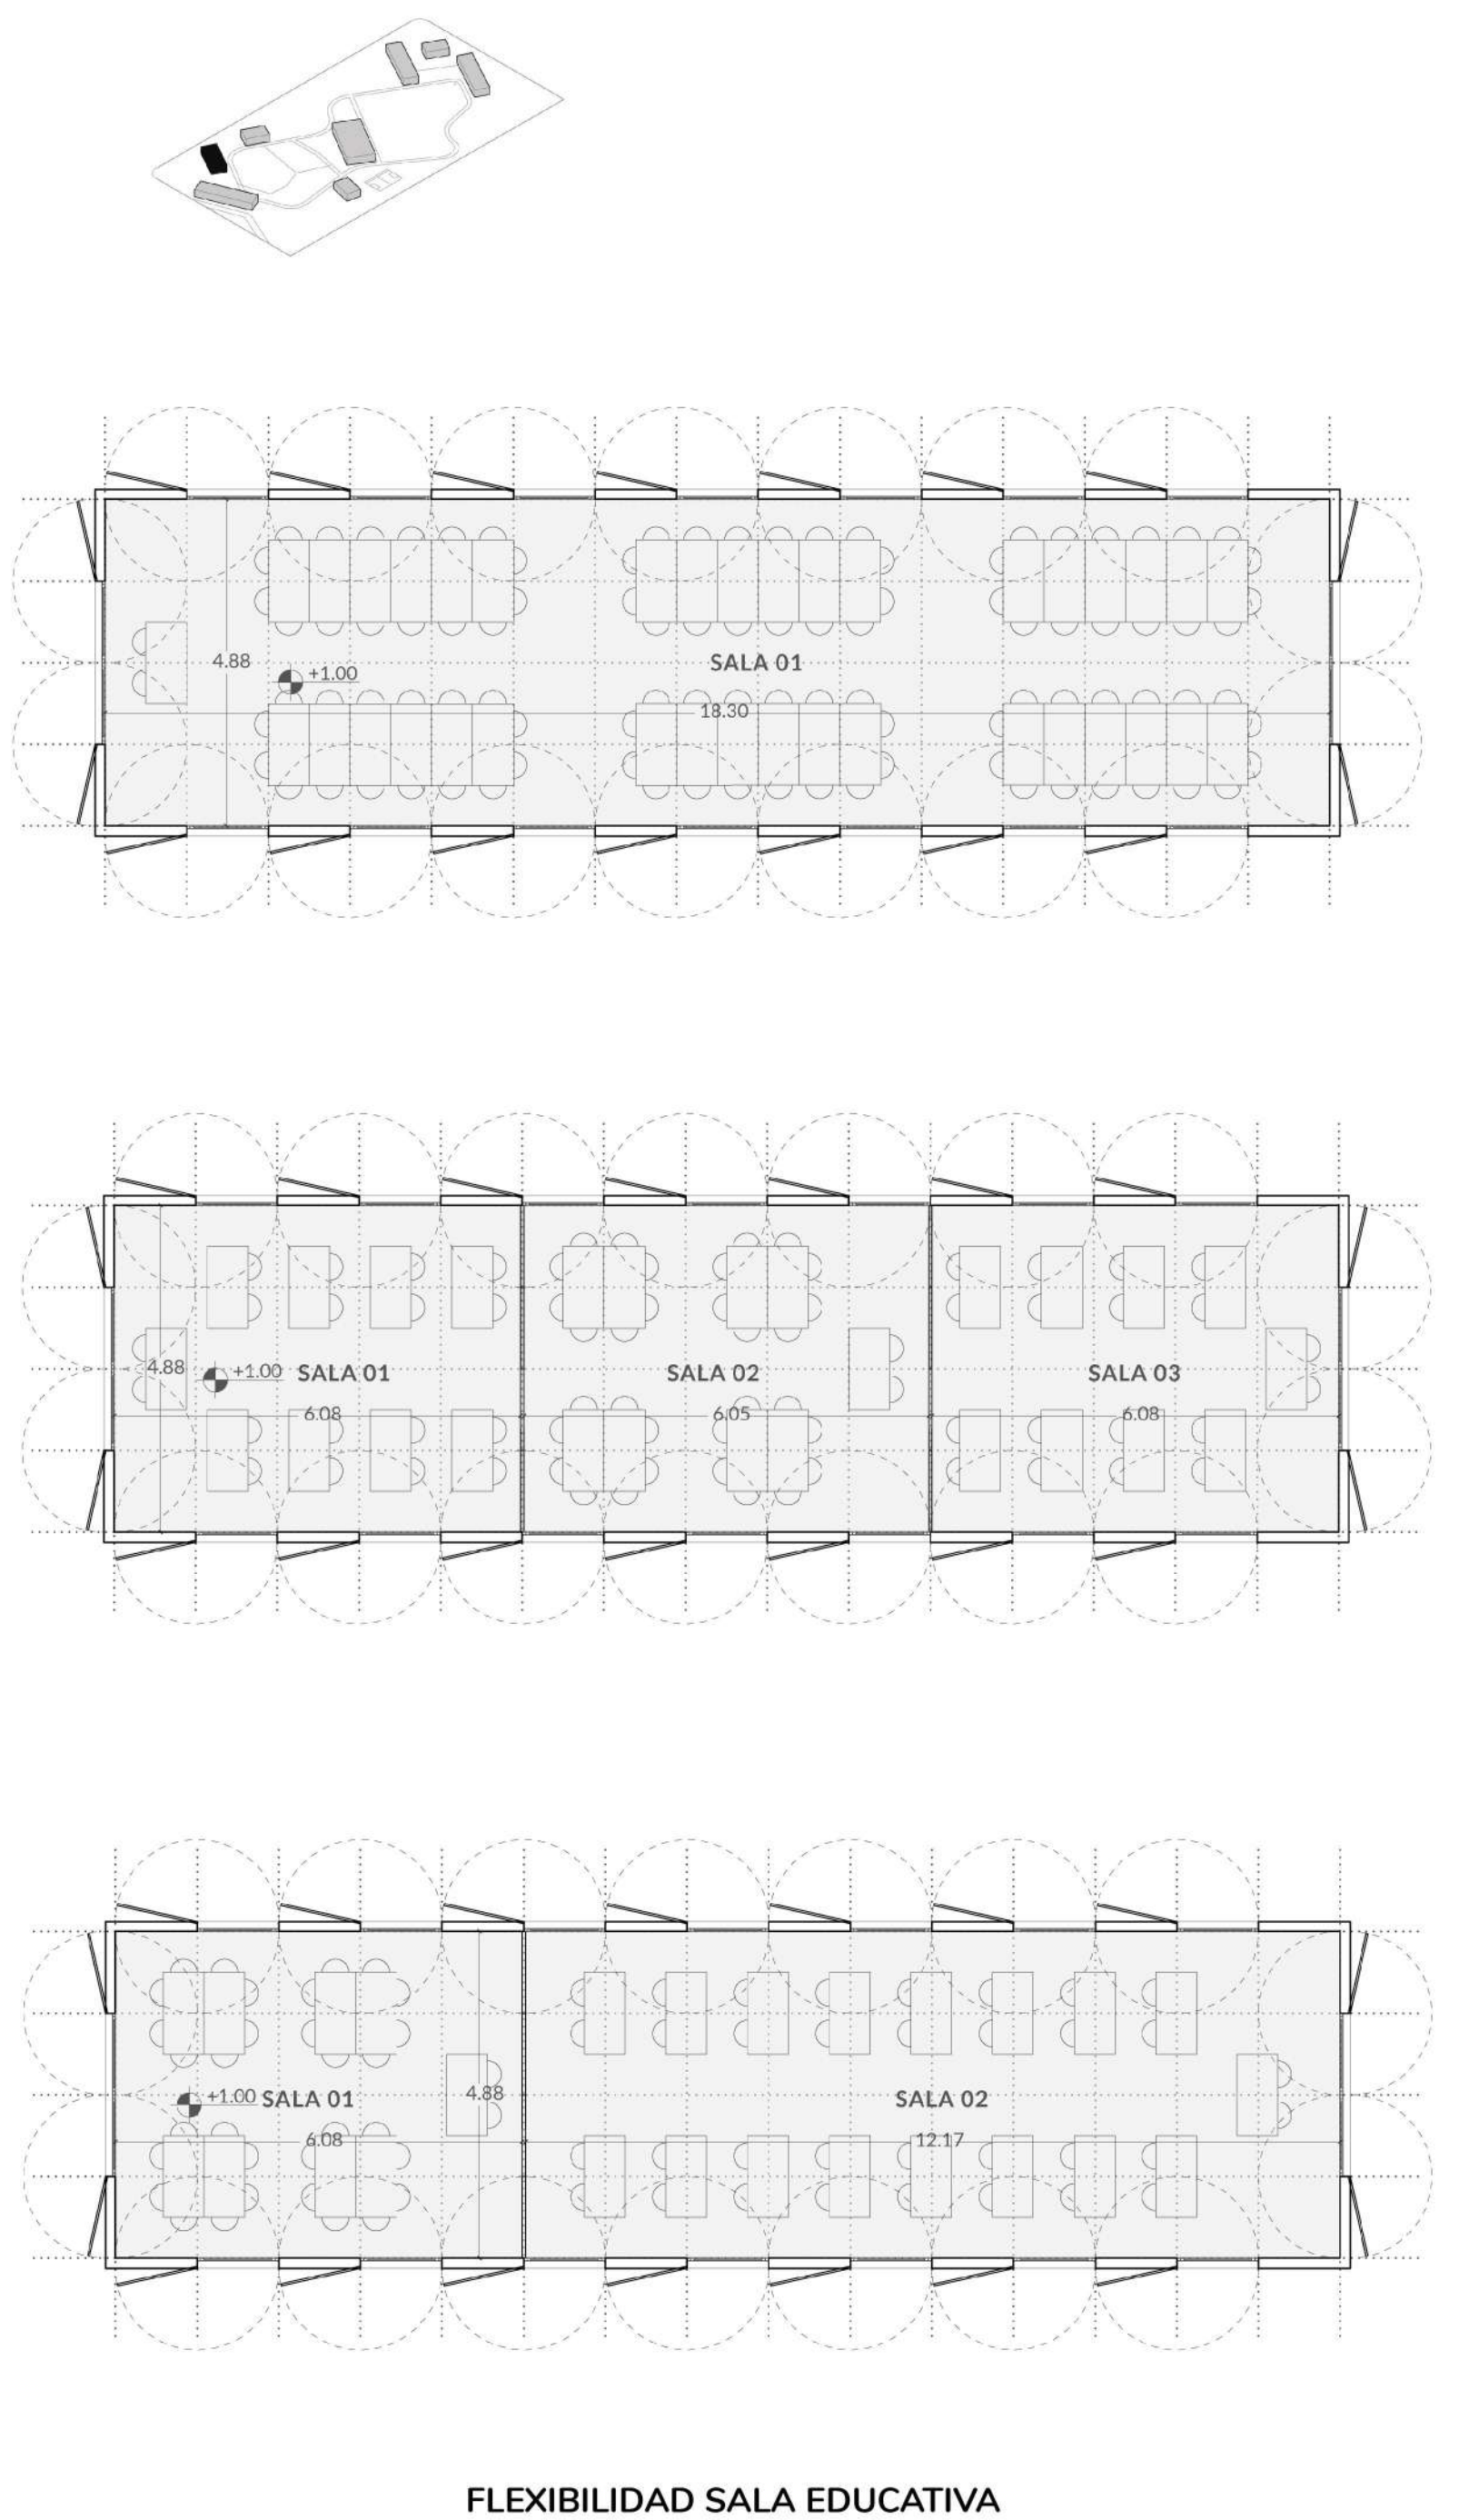 4.88
+1.00
SALA 01
18.30
4.88
+1.00
SALA 01
SALA 02
SALA 03
6.08
6.05
6.08
+1.00
SALA 01
4.88
SALA 02
6.08
12.17
FLEXIBILIDAD SALA EDUCATIVA